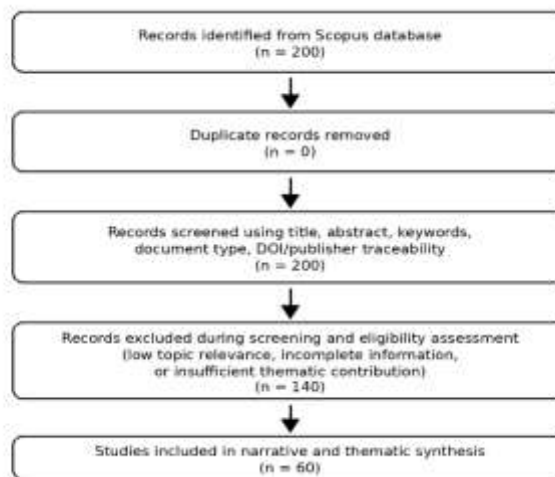 Records identified from Scopus database
(n = 200)
Duplicate records removed
(n = 0)
Records screened using title, abstract, keywords,
document type, DOI/publisher traceability
(n = 200)
Records excluded during screening and eligibility assessment
(low topic relevance, incomplete information,
or insufficient thematic contribution)
(n = 140)
Studies included in narrative and thematic synthesis
(n = 60)